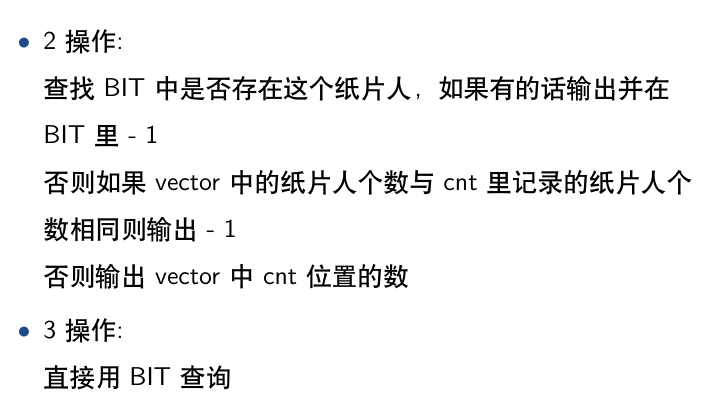 • 2 操作:
查找 BIT 中是否存在这个纸片人，如果有的话输出并在
BIT 里 - 1
否则如果 vector 中的纸片人个数与 cnt 里记录的纸片人个
数相同则输出 - 1
否则输出 vector 中 cnt 位置的数
• 3 操作:
直接用 BIT 查询